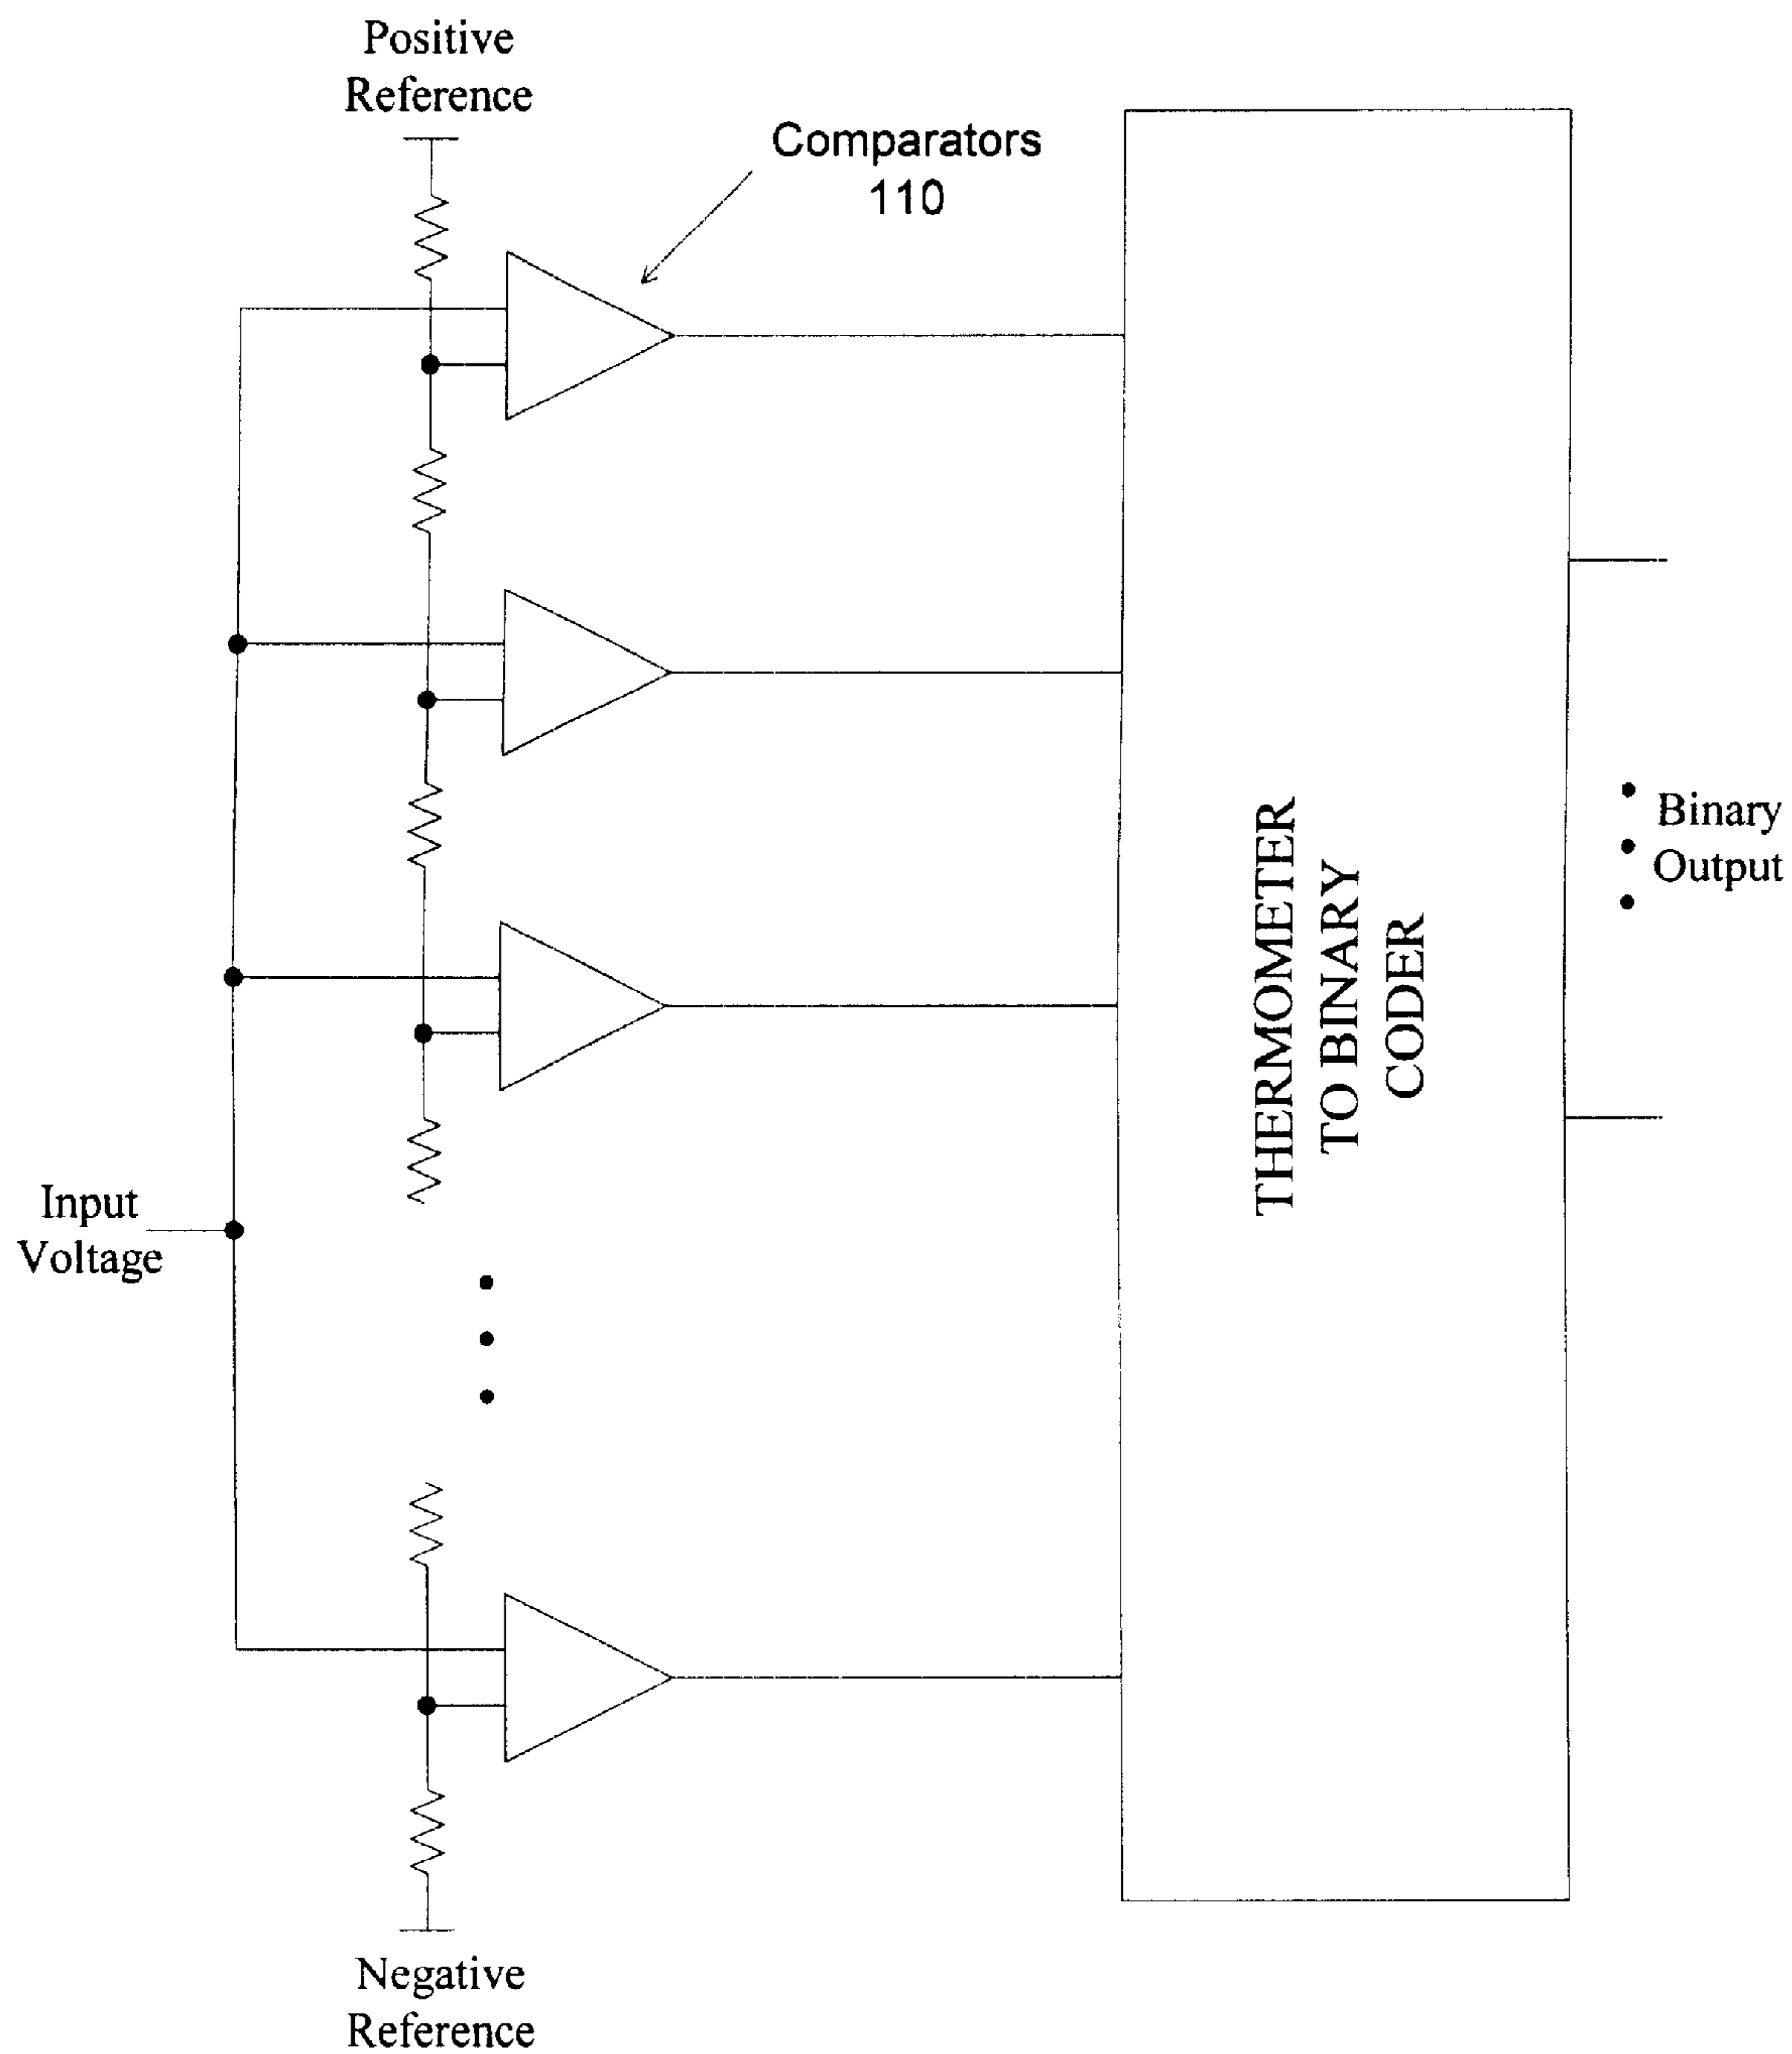 Positive
Reference
Comparators
110
THERMOMETER
TO BINARY
CODER
Binary
Output
Input
Voltage
Negative
Reference